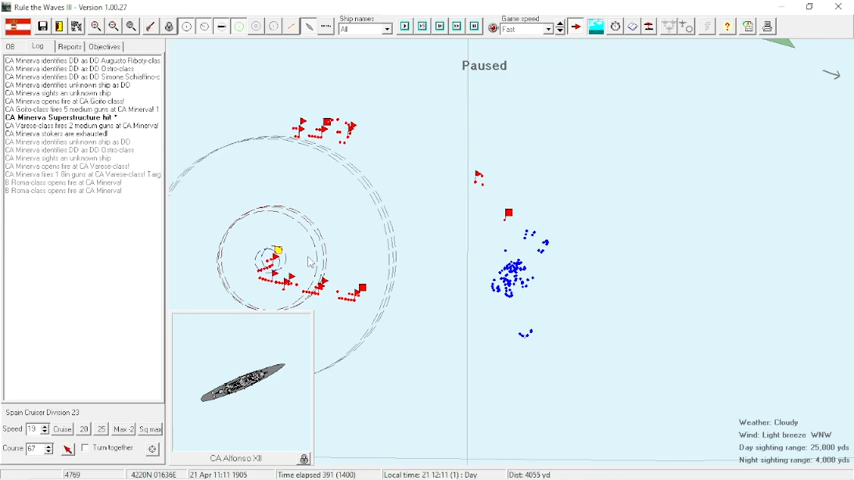 Rule the Waves III - Version 1.00.27
Ship names:
All
Game speed
Fast
OB
Log
Reports
Objectives
CA Minerva identifies DD as DD Augusto Riboty-clas
CA Minerva identifies DD as DD Ostro-class
CA Minerva identifies DD as DD Simone Schiaffino-c
CA Minerva identifies unknown ship as DD
CA Minerva sights an unknown ship!
CA Minerva opens fire at CA Goito-class!
CA Goito-class fires 5 medium guns at CA Minerva! 1
CA Minerva Superstructure hit *
CA Varese-class fires 2 medium guns at CA Minerva!
CA Minerva stokers are exhausted!
CA Minerva identifies unknown ship as DD
CA Minerva identifies DD as DD Ostro-class
CA Minerva sights an unknown ship!
CA Minerva opens fire at CA Varese-class!
CA Minerva fires 1 8in guns at CA Varese-class! Targ
B Roma-class opens fire at CA Minerva!
B Roma-class opens fire at CA Minerva!
Paused
Spain Cruiser Division 23
Speed 19 Cruise 20 25 Max -2 Sq max
Course 67 Turn together
CA Alfonso XII
Weather: Cloudy
Wind: Light breeze WNW
Day sighting range: 25,000 yds
Night sighting range: 4,000 yds
4769
4220N 01636E
21 Apr 11:11 1905
Time elapsed 391 (1400)
Local time: 21 12:11 (1) : Day
Dist: 4055 yd